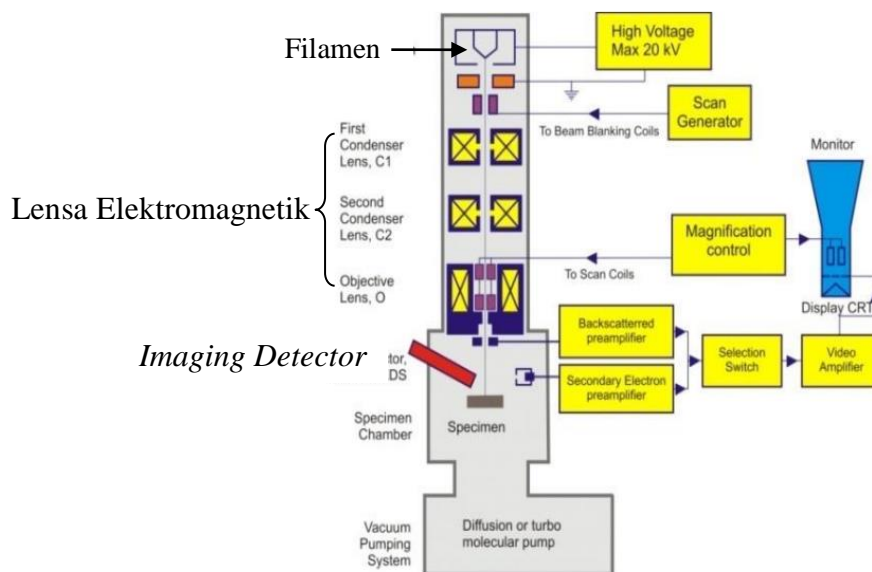 Filamen
High Voltage
Max 20 kV
Scan
Generator
To Beam Blanking Coils
First
Condenser
Lens, C1
Monitor
Lensa Elektromagnetik
Second
Condenser
Lens, C2
Magnification
control
Objective
Lens, O
To Scan Coils
Display CRT
Backscatterred
preamplifier
Imaging Detector
tor,
DS
Selection
Switch
Video
Amplifier
Secondary Electron
preamplifier
Specimen
Chamber
Specimen
Vacuum
Pumping
System
Diffusion or turbo
molecular pump